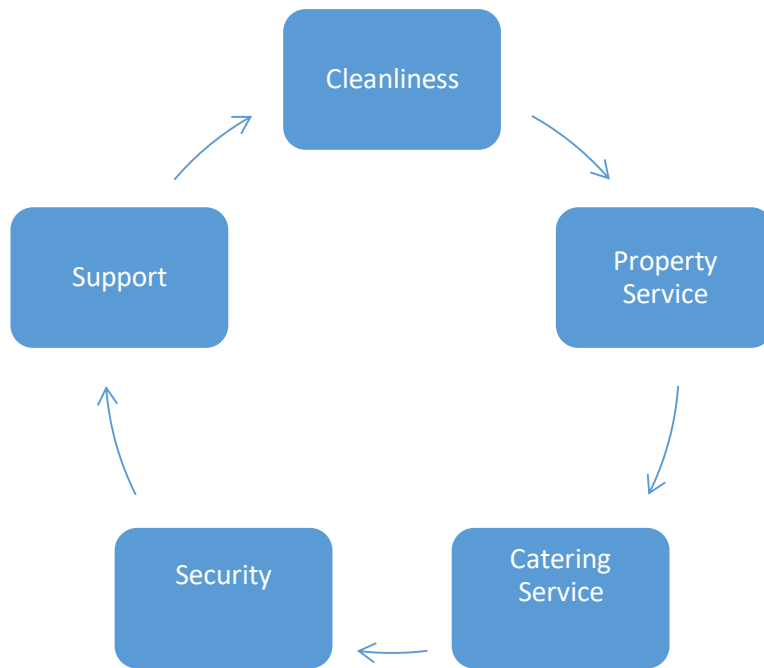 Cleanliness
Property
Service
Catering
Service
Security
Support